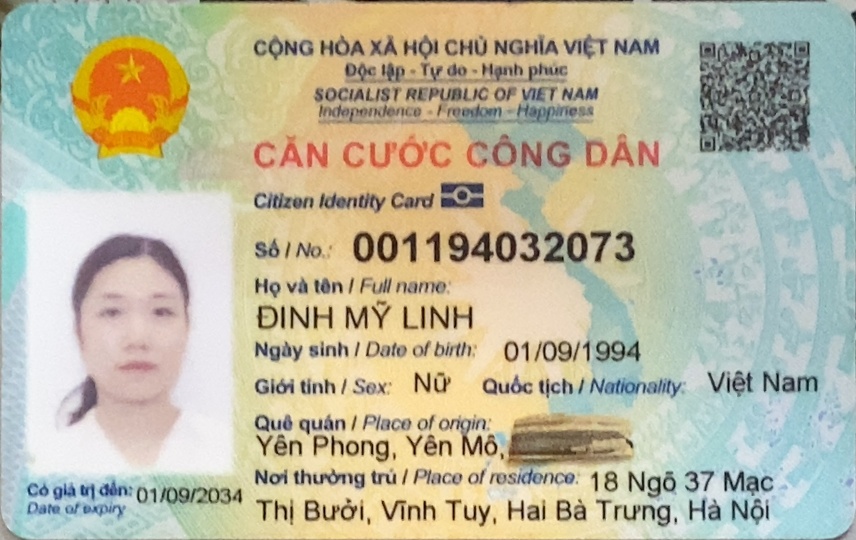 CỘNG HÒA XÃ HỘI CHỦ NGHĨA VIỆT NAM
Độc lập - Tự do - Hạnh phúc
SOCIALIST REPUBLIC OF VIET NAM
Independence - Freedom - Happiness
CĂN CƯỚC CÔNG DÂN
Citizen Identity Card
Số / No.: 001194032073
Họ và tên / Full name:
ĐINH MỸ LINH
Ngày sinh / Date of birth: 01/09/1994
Giới tính / Sex: Nữ Quốc tịch / Nationality: Việt Nam
Quê quán / Place of origin:
Yên Phong, Yên Mô,
Nơi thường trú / Place of residence: 18 Ngõ 37 Mạc
Thị Bưởi, Vĩnh Tuy, Hai Bà Trưng, Hà Nội
Có giá trị đến: 01/09/2034
Date of expiry